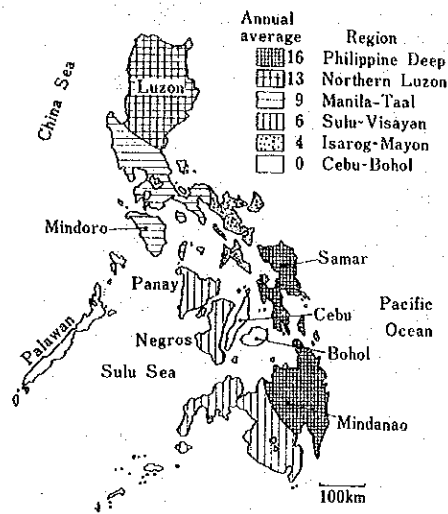 Annual average Region
16 Philippine Deep
13 Northern Luzon
9 Manila-Taal
6 Sulu-Visayan
4 Isarog-Mayon
0 Cebu-Bohol
China Sea
Luzon
Mindoro
Samar
Panay
Cebu
Pacific
Ocean
Palawan
Negros
Bohol
Sulu Sea
Mindanao
100km